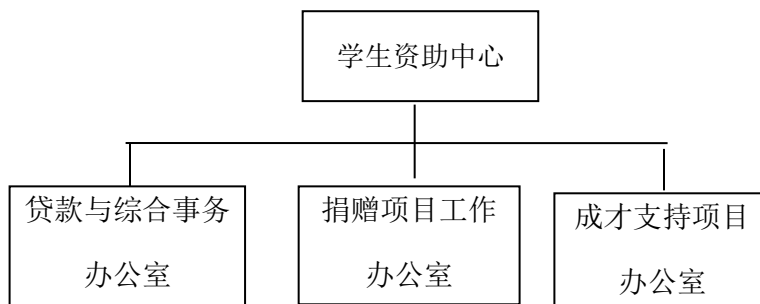 学生资助中心
贷款与综合事务
办公室
捐赠项目工作
办公室
成才支持项目
办公室